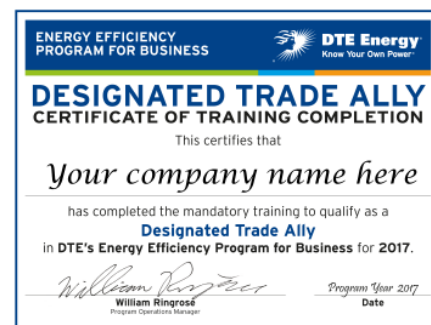 ENERGY EFFICIENCY
PROGRAM FOR BUSINESS
DTE Energy
Know Your Own Power
DESIGNATED TRADE ALLY
CERTIFICATE OF TRAINING COMPLETION
This certifies that
Your company name here
has completed the mandatory training to qualify as a
Designated Trade Ally
in DTE's Energy Efficiency Program for Business for 2017.
William Ringrose
Program Year 2017
William Ringrose
Date
Program Operations Manager